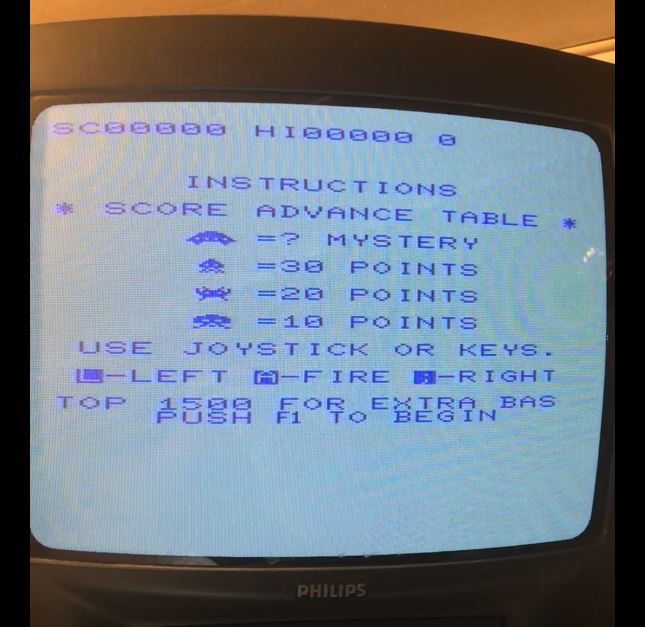 SC00000 HI00000 0
INSTRUCTIONS
* SCORE ADVANCE TABLE *
=? MYSTERY
=30 POINTS
=20 POINTS
=10 POINTS
USE JOYSTICK OR KEYS.
-LEFT -FIRE -RIGHT
TOP 1500 FOR EXTRA BAS
PUSH F1 TO BEGIN
PHILIPS